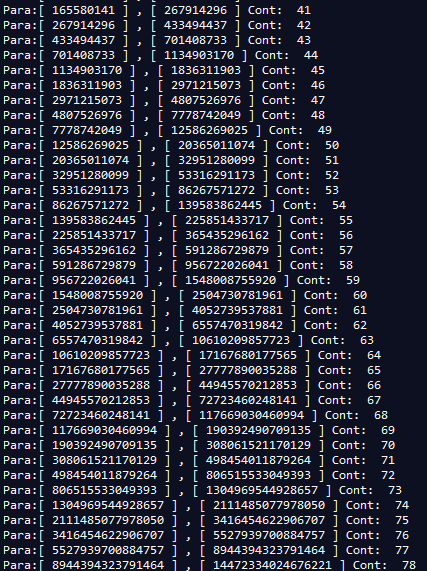 Para:[ 165580141 ] , [ 267914296 ] Cont:  41
Para:[ 267914296 ] , [ 433494437 ] Cont:  42
Para:[ 433494437 ] , [ 701408733 ] Cont:  43
Para:[ 701408733 ] , [ 1134903170 ] Cont:  44
Para:[ 1134903170 ] , [ 1836311903 ] Cont:  45
Para:[ 1836311903 ] , [ 2971215073 ] Cont:  46
Para:[ 2971215073 ] , [ 4807526976 ] Cont:  47
Para:[ 4807526976 ] , [ 7778742049 ] Cont:  48
Para:[ 7778742049 ] , [ 12586269025 ] Cont:  49
Para:[ 12586269025 ] , [ 20365011074 ] Cont:  50
Para:[ 20365011074 ] , [ 32951280099 ] Cont:  51
Para:[ 32951280099 ] , [ 53316291173 ] Cont:  52
Para:[ 53316291173 ] , [ 86267571272 ] Cont:  53
Para:[ 86267571272 ] , [ 139583862445 ] Cont:  54
Para:[ 139583862445 ] , [ 225851433717 ] Cont:  55
Para:[ 225851433717 ] , [ 365435296162 ] Cont:  56
Para:[ 365435296162 ] , [ 591286729879 ] Cont:  57
Para:[ 591286729879 ] , [ 956722026041 ] Cont:  58
Para:[ 956722026041 ] , [ 1548008755920 ] Cont:  59
Para:[ 1548008755920 ] , [ 2504730781961 ] Cont:  60
Para:[ 2504730781961 ] , [ 4052739537881 ] Cont:  61
Para:[ 4052739537881 ] , [ 6557470319842 ] Cont:  62
Para:[ 6557470319842 ] , [ 10610209857723 ] Cont:  63
Para:[ 10610209857723 ] , [ 17167680177565 ] Cont:  64
Para:[ 17167680177565 ] , [ 27777890035288 ] Cont:  65
Para:[ 27777890035288 ] , [ 44945570212853 ] Cont:  66
Para:[ 44945570212853 ] , [ 72723460248141 ] Cont:  67
Para:[ 72723460248141 ] , [ 117669030460994 ] Cont:  68
Para:[ 117669030460994 ] , [ 190392490709135 ] Cont:  69
Para:[ 190392490709135 ] , [ 308061521170129 ] Cont:  70
Para:[ 308061521170129 ] , [ 498454011879264 ] Cont:  71
Para:[ 498454011879264 ] , [ 806515533049393 ] Cont:  72
Para:[ 806515533049393 ] , [ 1304969544928657 ] Cont:  73
Para:[ 1304969544928657 ] , [ 2111485077978050 ] Cont:  74
Para:[ 2111485077978050 ] , [ 3416454622906707 ] Cont:  75
Para:[ 3416454622906707 ] , [ 5527939700884757 ] Cont:  76
Para:[ 5527939700884757 ] , [ 8944394323791464 ] Cont:  77
Para:[ 8944394323791464 ] , [ 14472334024676221 ] Cont:  78